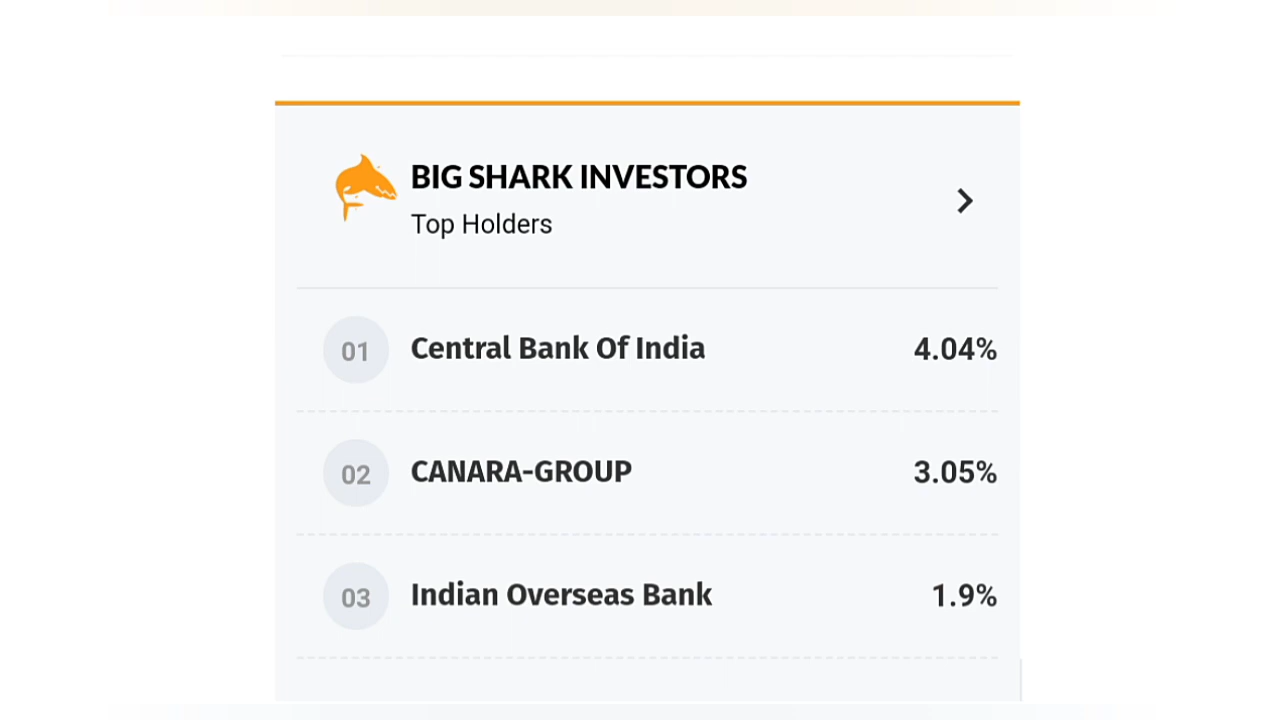 BIG SHARK INVESTORS
Top Holders
01 Central Bank Of India 4.04%
02 CANARA-GROUP 3.05%
03 Indian Overseas Bank 1.9%